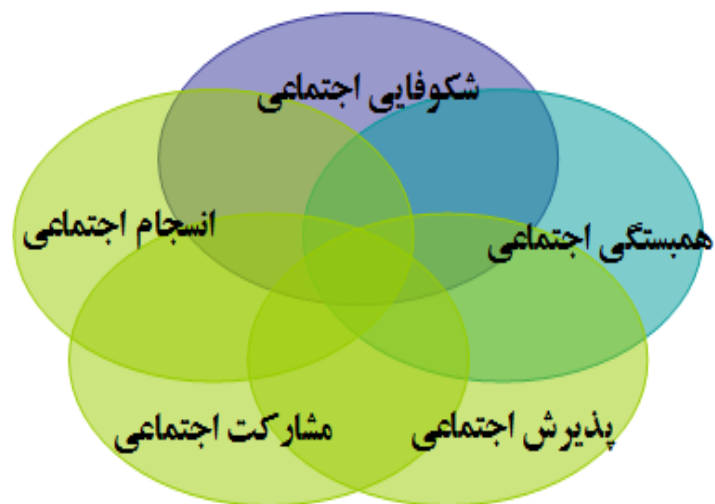 شکوفایی اجتماعی
همبستگی اجتماعی
انسجام اجتماعی
پذیرش اجتماعی
مشارکت اجتماعی